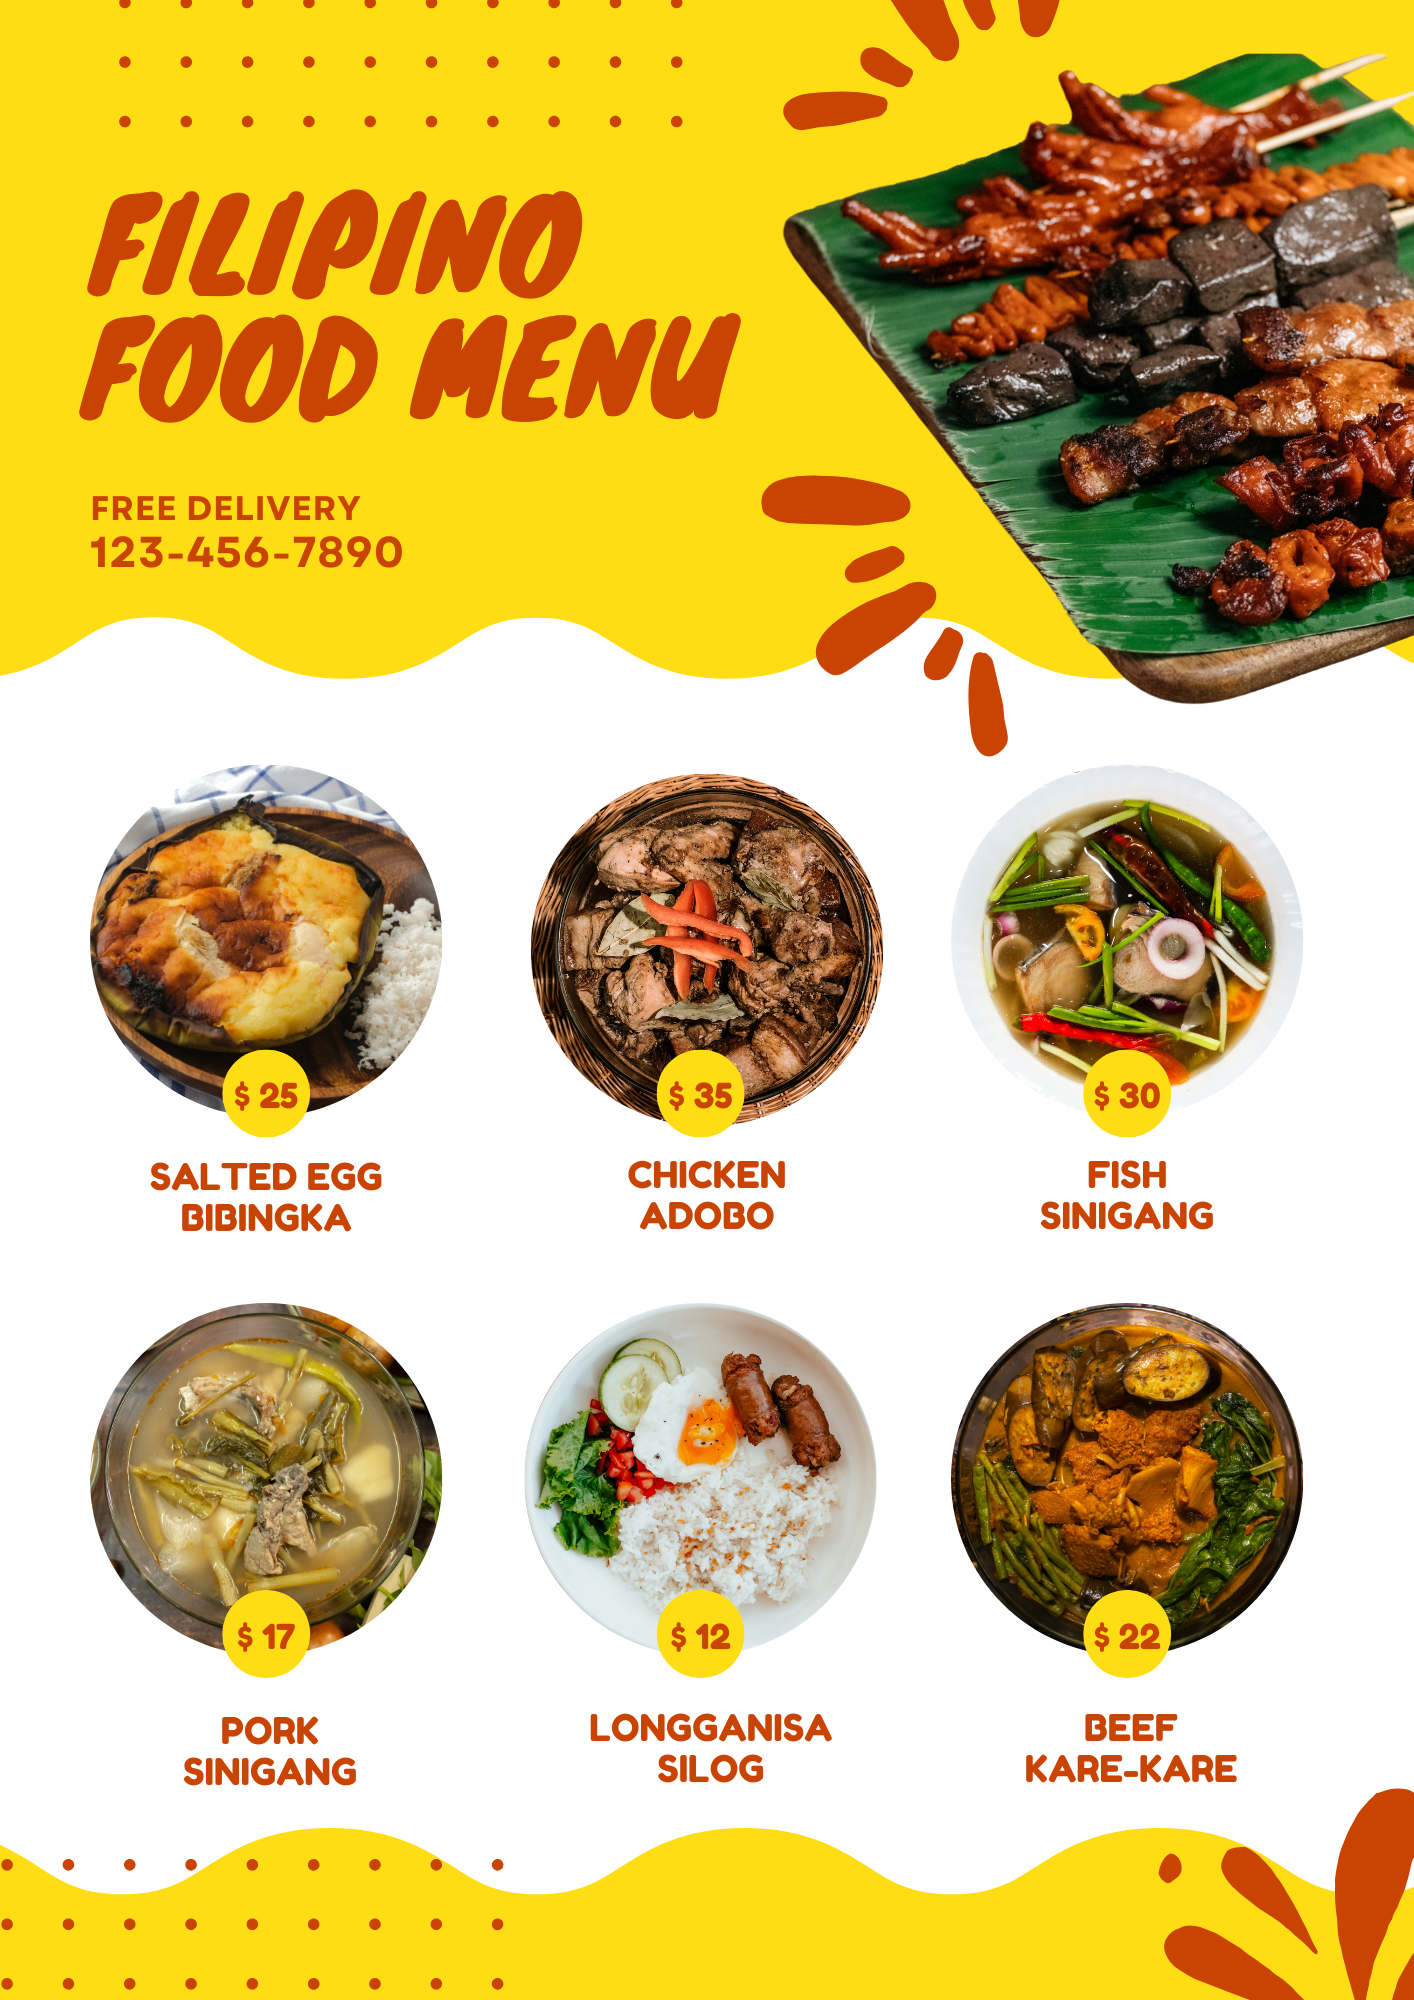 FILIPINO
FOOD MENU
FREE DELIVERY
123-456-7890
$ 25
SALTED EGG
BIBINGKA
$ 35
CHICKEN
ADOBO
$ 30
FISH
SINIGANG
$ 17
PORK
SINIGANG
$ 12
LONGGANISA
SILOG
$ 22
BEEF
KARE-KARE